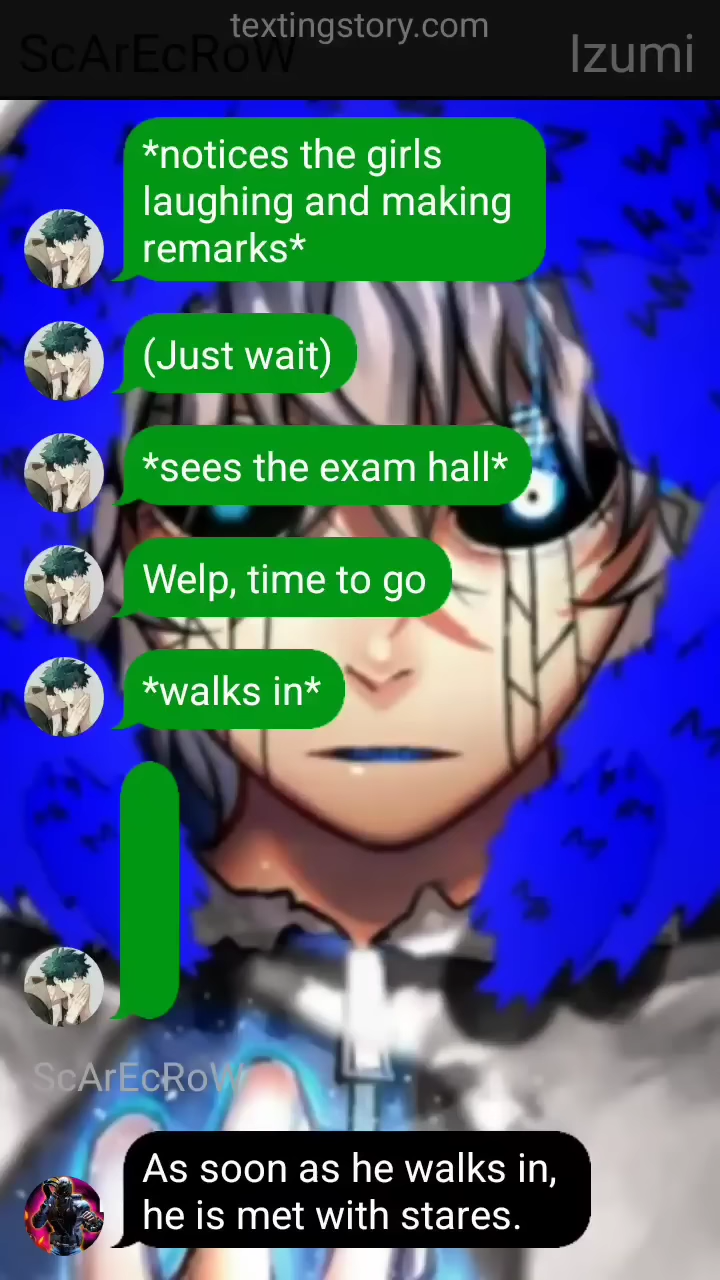 textingstory.com
ScArEcRoW
Izumi
*notices the girls
laughing and making
remarks*
(Just wait)
*sees the exam hall*
Welp, time to go
*walks in*
ScArEcRoW
As soon as he walks in,
he is met with stares.